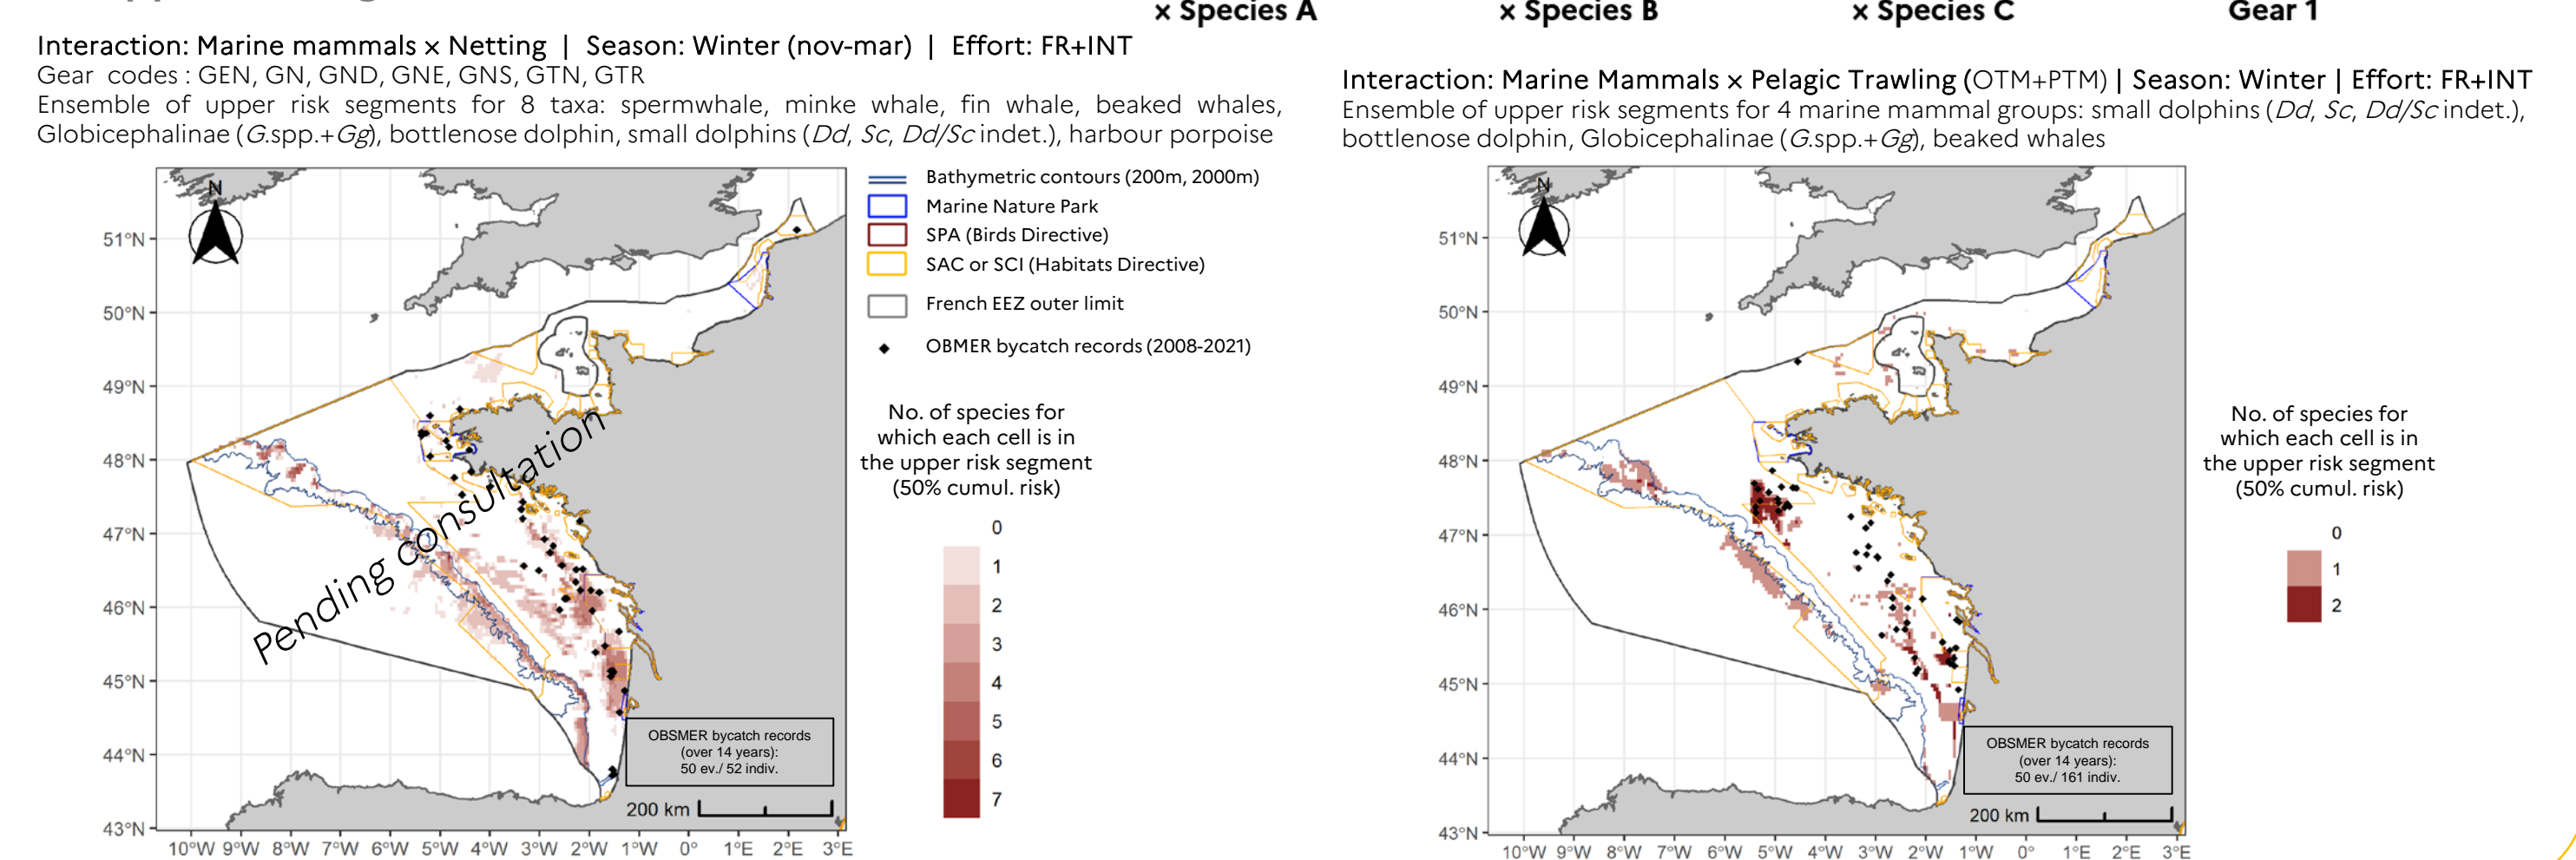 × Species A
× Species B
× Species C
Gear 1
Interaction: Marine mammals × Netting | Season: Winter (nov-mar) | Effort: FR+INT
Gear codes : GEN, GN, GND, GNE, GNS, GTN, GTR
Ensemble of upper risk segments for 8 taxa: spermwhale, minke whale, fin whale, beaked whales,
Globicephalinae (G.spp.+Gg), bottlenose dolphin, small dolphins (Dd, Sc, Dd/Sc indet.), harbour porpoise
N
51°N
50°N
49°N
48°N
47°N
46°N
45°N
44°N
43°N
10°W 9°W 8°W 7°W 6°W 5°W 4°W 3°W 2°W 1°W 0° 1°E 2°E 3°E
Pending consultation
OBSMER bycatch records
(over 14 years):
50 ev./ 52 indiv.
200 km
Bathymetric contours (200m, 2000m)
Marine Nature Park
SPA (Birds Directive)
SAC or SCI (Habitats Directive)
French EEZ outer limit
OBMER bycatch records (2008-2021)
No. of species for
which each cell is in
the upper risk segment
(50% cumul. risk)
0
1
2
3
4
5
6
7
Interaction: Marine Mammals × Pelagic Trawling (OTM+PTM) | Season: Winter | Effort: FR+INT
Ensemble of upper risk segments for 4 marine mammal groups: small dolphins (Dd, Sc, Dd/Sc indet.),
bottlenose dolphin, Globicephalinae (G.spp.+Gg), beaked whales
N
51°N
50°N
49°N
48°N
47°N
46°N
45°N
44°N
43°N
10°W 9°W 8°W 7°W 6°W 5°W 4°W 3°W 2°W 1°W 0° 1°E 2°E 3°E
OBSMER bycatch records
(over 14 years):
50 ev./ 161 indiv.
200 km
No. of species for
which each cell is in
the upper risk segment
(50% cumul. risk)
0
1
2